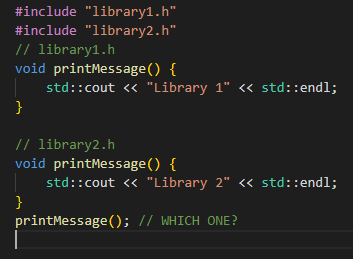 #include "library1.h"
#include "library2.h"
// library1.h
void printMessage() {
    std::cout << "Library 1" << std::endl;
}

// library2.h
void printMessage() {
    std::cout << "Library 2" << std::endl;
}
printMessage(); // WHICH ONE?